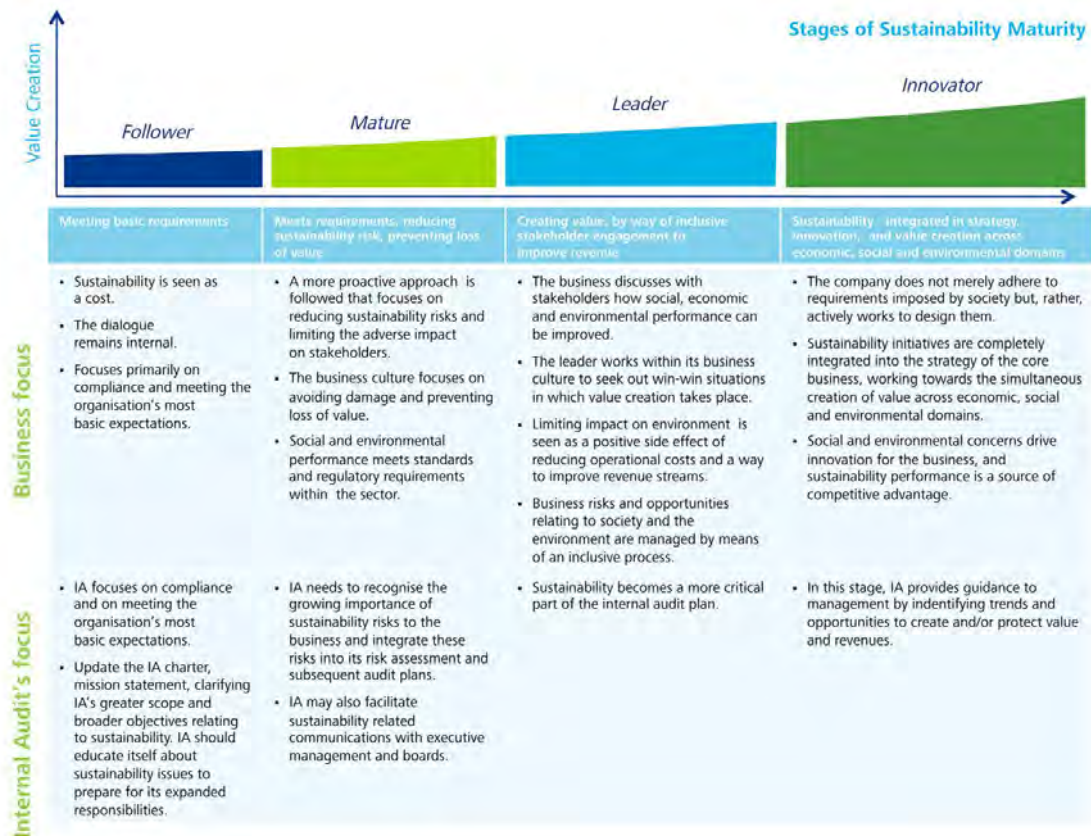 Stages of Sustainability Maturity
Value Creation
Follower
Mature
Leader
Innovator
Meeting basic requirements
Meets requirements, reducing
sustainability risk, preventing loss
of value
Creating value, by way of inclusive
stakeholder engagement to
improve revenue
Sustainability integrated in strategy,
innovation, and value creation across
economic, social and environmental domains
Business focus
• Sustainability is seen as
a cost.
• The dialogue
remains internal.
• Focuses primarily on
compliance and meeting the
organisation's most
basic expectations.
• A more proactive approach is
followed that focuses on
reducing sustainability risks and
limiting the adverse impact
on stakeholders.
• The business culture focuses on
avoiding damage and preventing
loss of value.
• Social and environmental
performance meets standards
and regulatory requirements
within the sector.
• The business discusses with
stakeholders how social, economic
and environmental performance can
be improved.
• The leader works within its business
culture to seek out win-win situations
in which value creation takes place.
• Limiting impact on environment is
seen as a positive side effect of
reducing operational costs and a way
to improve revenue streams.
• Business risks and opportunities
relating to society and the
environment are managed by means
of an inclusive process.
• The company does not merely adhere to
requirements imposed by society but, rather,
actively works to design them.
• Sustainability initiatives are completely
integrated into the strategy of the core
business, working towards the simultaneous
creation of value across economic, social
and environmental domains.
• Social and environmental concerns drive
innovation for the business, and
sustainability performance is a source of
competitive advantage.
Internal Audit's focus
• IA focuses on compliance
and on meeting the
organisation's most
basic expectations.
• Update the IA charter,
mission statement, clarifying
IA's greater scope and
broader objectives relating
to sustainability. IA should
educate itself about
sustainability issues to
prepare for its expanded
responsibilities.
• IA needs to recognise the
growing importance of
sustainability risks to the
business and integrate these
risks into its risk assessment and
subsequent audit plans.
• IA may also facilitate
sustainability related
communications with executive
management and boards.
• Sustainability becomes a more critical
part of the internal audit plan.
• In this stage, IA provides guidance to
management by indentifying trends and
opportunities to create and/or protect value
and revenues.